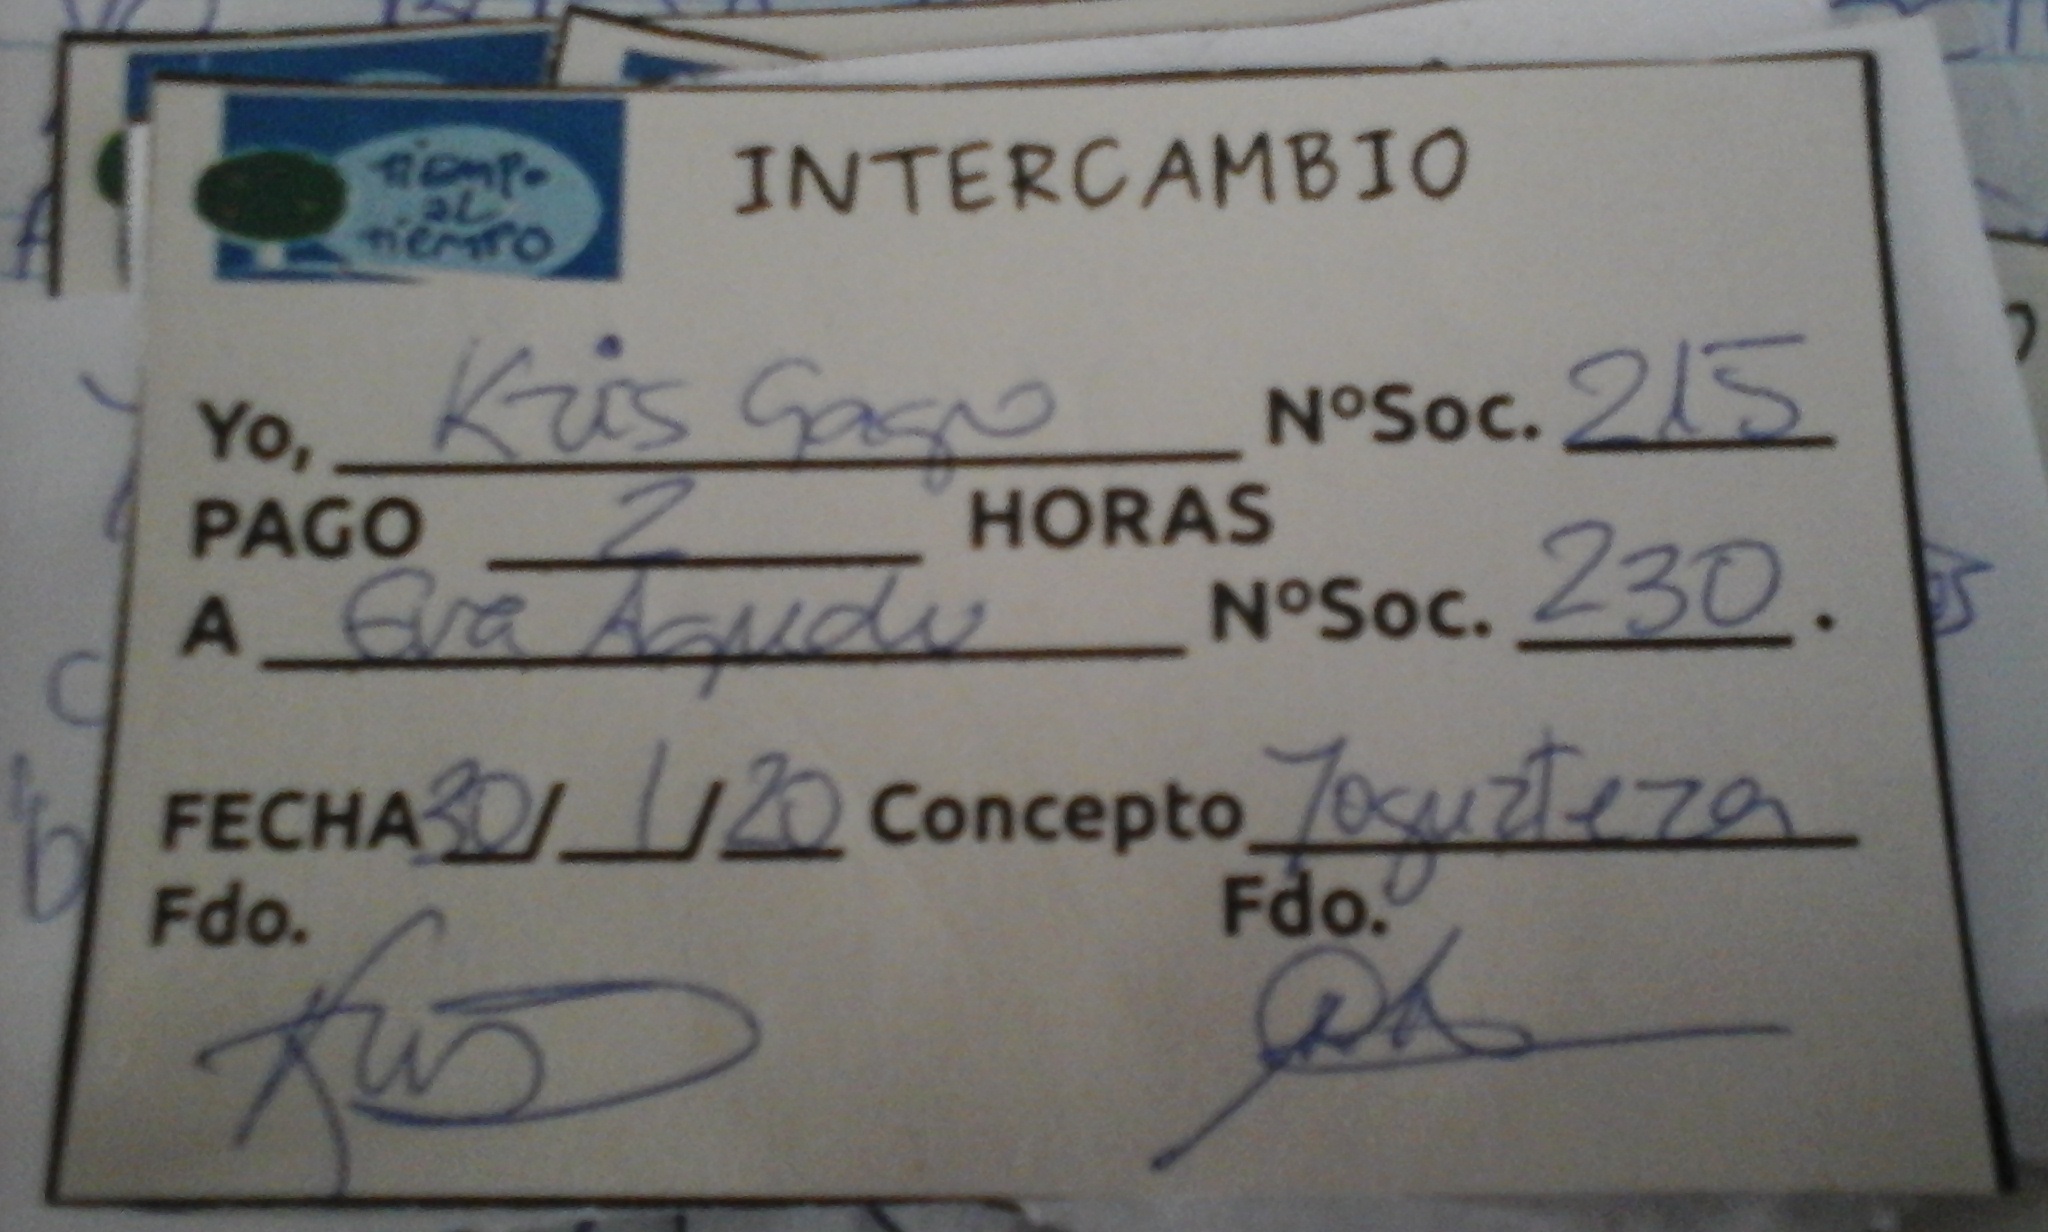 tiempo
al
tiempo
INTERCAMBIO
Yo, Kris Gago NºSoc. 215
PAGO 2 HORAS
A Eva Agudo NºSoc. 230.
FECHA 30/1/20 Concepto Yogurtera
Fdo. Fdo.
Kris